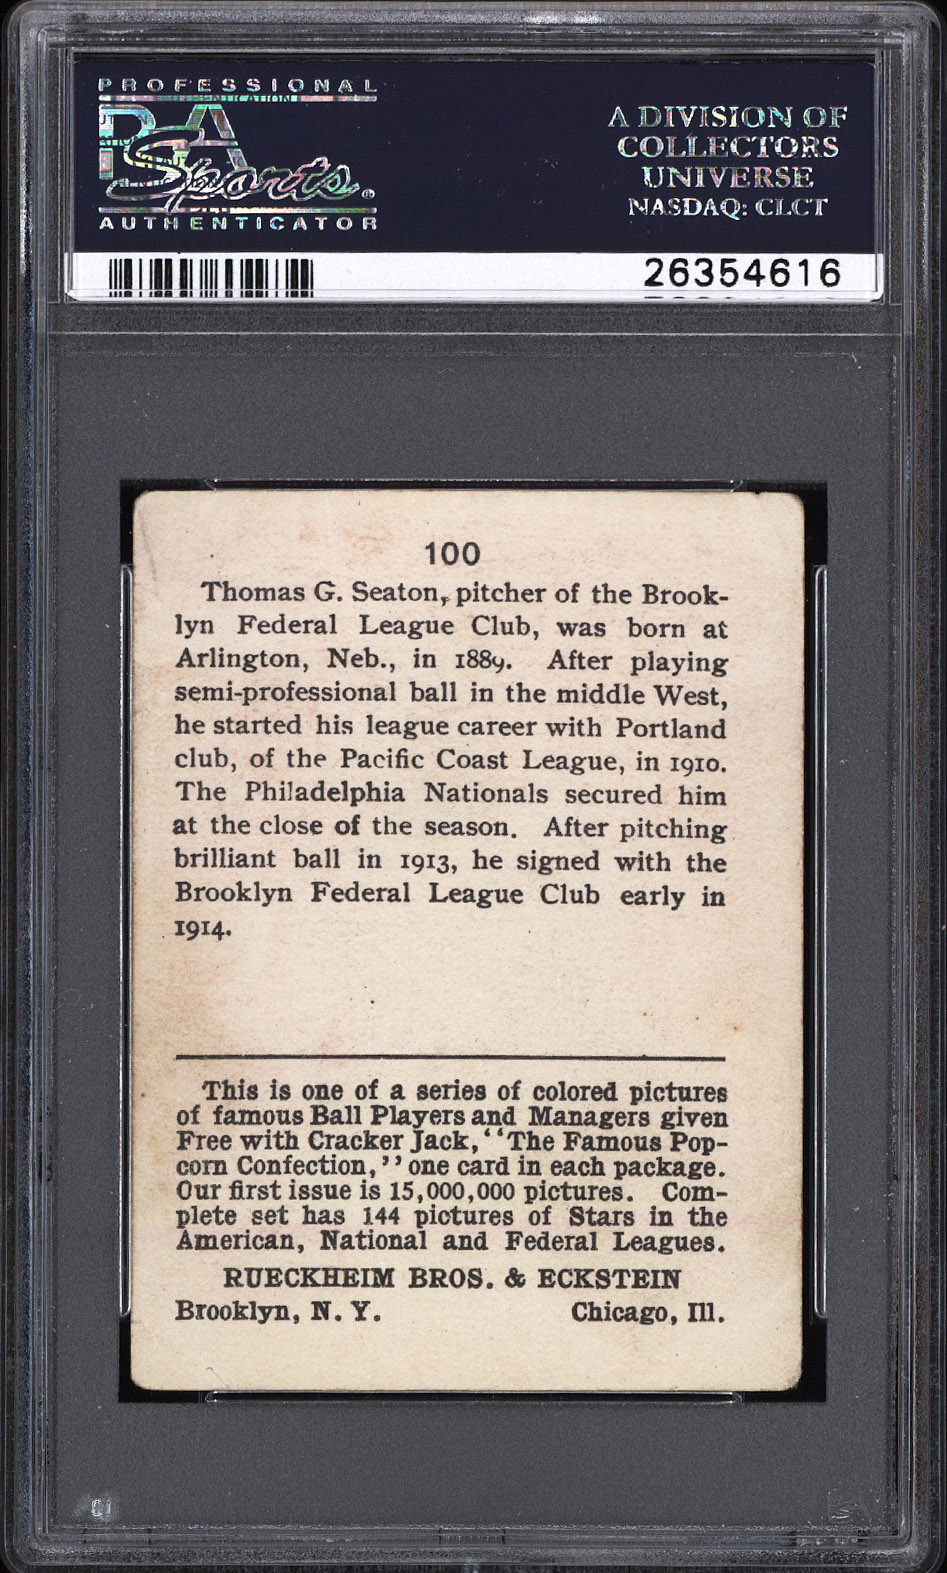 PROFESSIONAL
PSA
Sports®
AUTHENTICATOR
A DIVISION OF
COLLECTORS
UNIVERSE
NASDAQ: CLCT
26354616
100
Thomas G. Seaton, pitcher of the Brook-
lyn Federal League Club, was born at
Arlington, Neb., in 1889. After playing
semi-professional ball in the middle West,
he started his league career with Portland
club, of the Pacific Coast League, in 1910.
The Philadelphia Nationals secured him
at the close of the season. After pitching
brilliant ball in 1913, he signed with the
Brooklyn Federal League Club early in
1914.
This is one of a series of colored pictures
of famous Ball Players and Managers given
Free with Cracker Jack, "The Famous Pop-
corn Confection," one card in each package.
Our first issue is 15,000,000 pictures. Com-
plete set has 144 pictures of Stars in the
American, National and Federal Leagues.
RUECKHEIM BROS. & ECKSTEIN
Brooklyn, N. Y. Chicago, Ill.